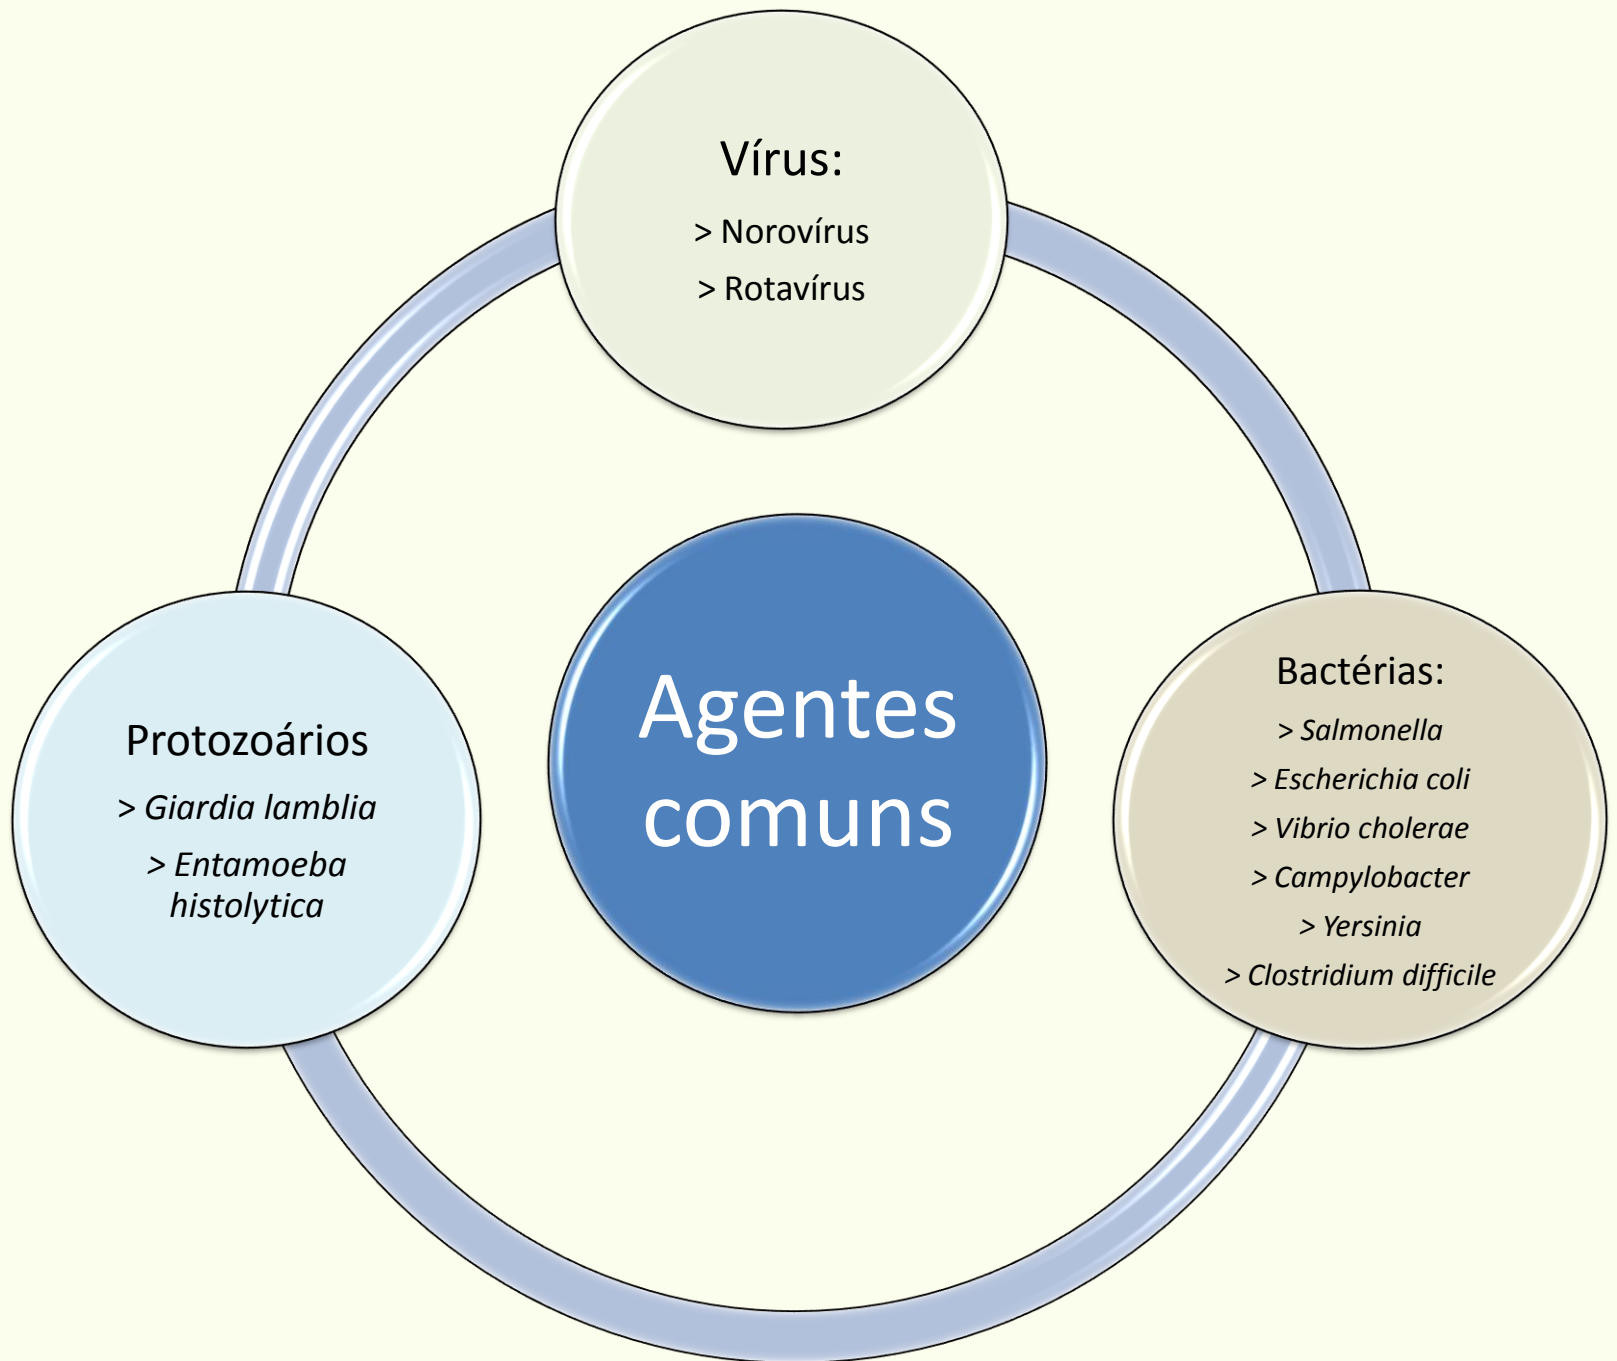 Vírus:
> Norovírus
> Rotavírus
Agentes
comuns
Protozoários
> Giardia lamblia
> Entamoeba
histolytica
Bactérias:
> Salmonella
> Escherichia coli
> Vibrio cholerae
> Campylobacter
> Yersinia
> Clostridium difficile